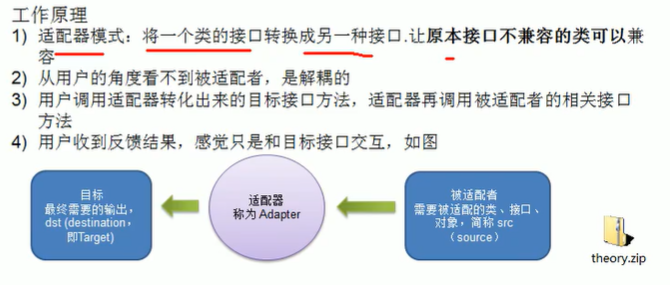 工作原理
1) 适配器模式：将一个类的接口转换成另一种接口.让原本接口不兼容的类可以兼
容
2) 从用户的角度看不到被适配者，是解耦的
3) 用户调用适配器转化出来的目标接口方法，适配器再调用被适配者的相关接口
方法
4) 用户收到反馈结果，感觉只是和目标接口交互，如图
目标
最终需要的输出，
dst (destination，
即Target)
适配器
称为 Adapter
被适配者
需要被适配的类、接口、
对象，简称 src
（source）
theory.zip